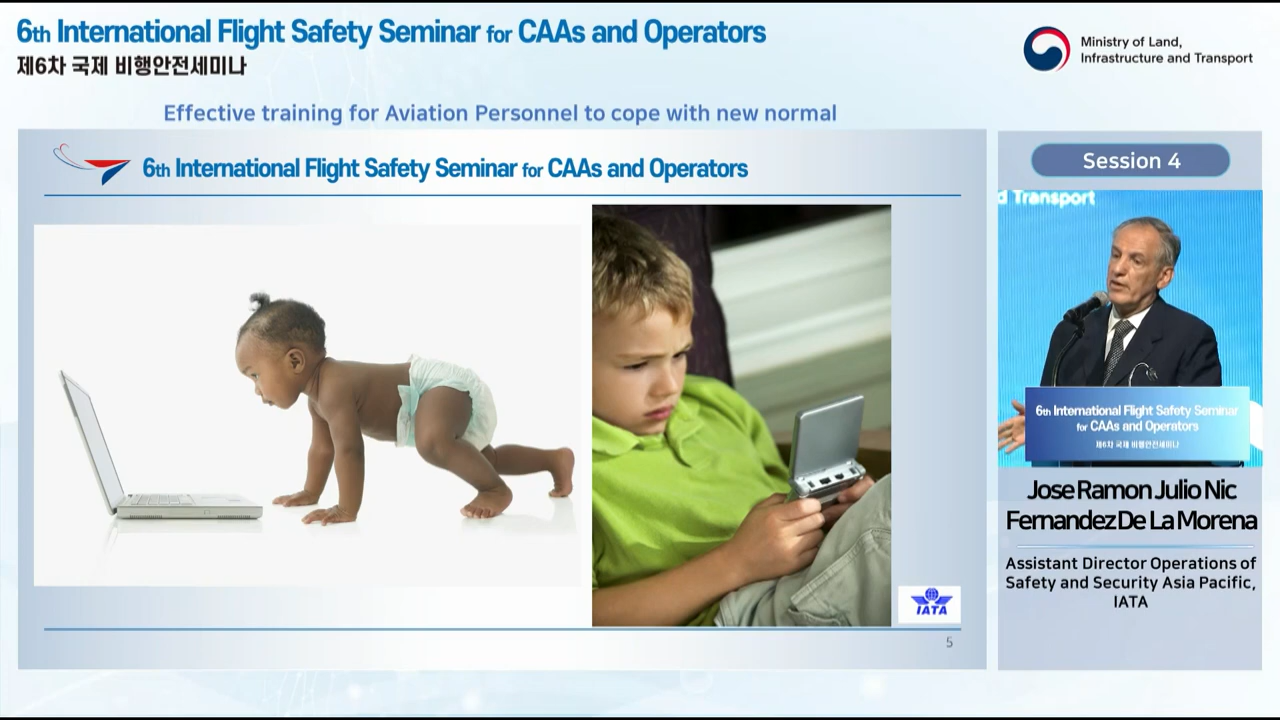 6th International Flight Safety Seminar for CAAs and Operators
제6차 국제 비행안전세미나
Ministry of Land,
Infrastructure and Transport
Effective training for Aviation Personnel to cope with new normal
6th International Flight Safety Seminar for CAAs and Operators
IATA
5
Session 4
d Transport
6th International Flight Safety Seminar
for CAAs and Operators
제6차 국제 비행안전세미나
Jose Ramon Julio Nic
Fernandez De La Morena
Assistant Director Operations of
Safety and Security Asia Pacific,
IATA